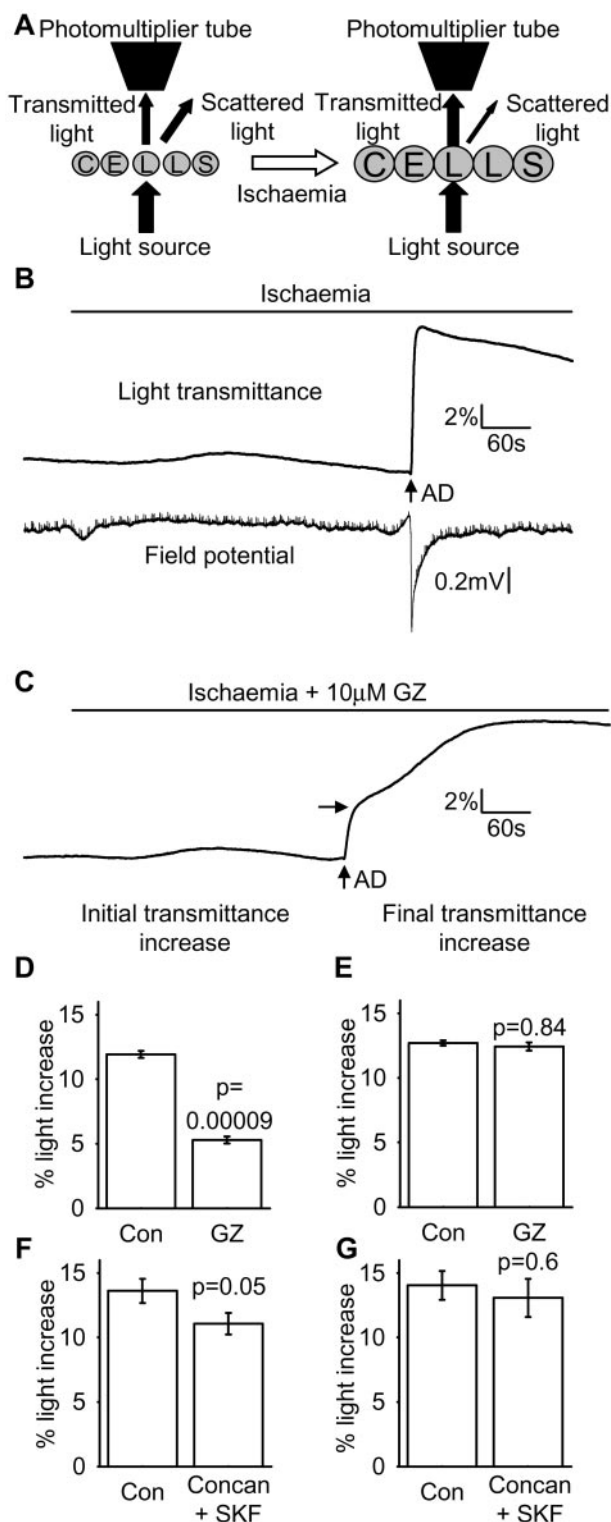 A
Photomultiplier tube
Photomultiplier tube
Transmitted light
Scattered light
Transmitted light
Scattered light
C E L L S
Ischaemia
C E L L S
Light source
Light source
B
Ischaemia
Light transmittance
2%
60s
AD
Field potential
0.2mV
C
Ischaemia + 10μM GZ
2%
60s
AD
Initial transmittance
increase
Final transmittance
increase
D
% light increase
15
10
5
0
p=
0.00009
Con
GZ
E
% light increase
15
10
5
0
p=0.84
Con
GZ
F
% light increase
15
10
5
0
p=0.05
Con
Concan
+ SKF
G
% light increase
15
10
5
0
p=0.6
Con
Concan
+ SKF